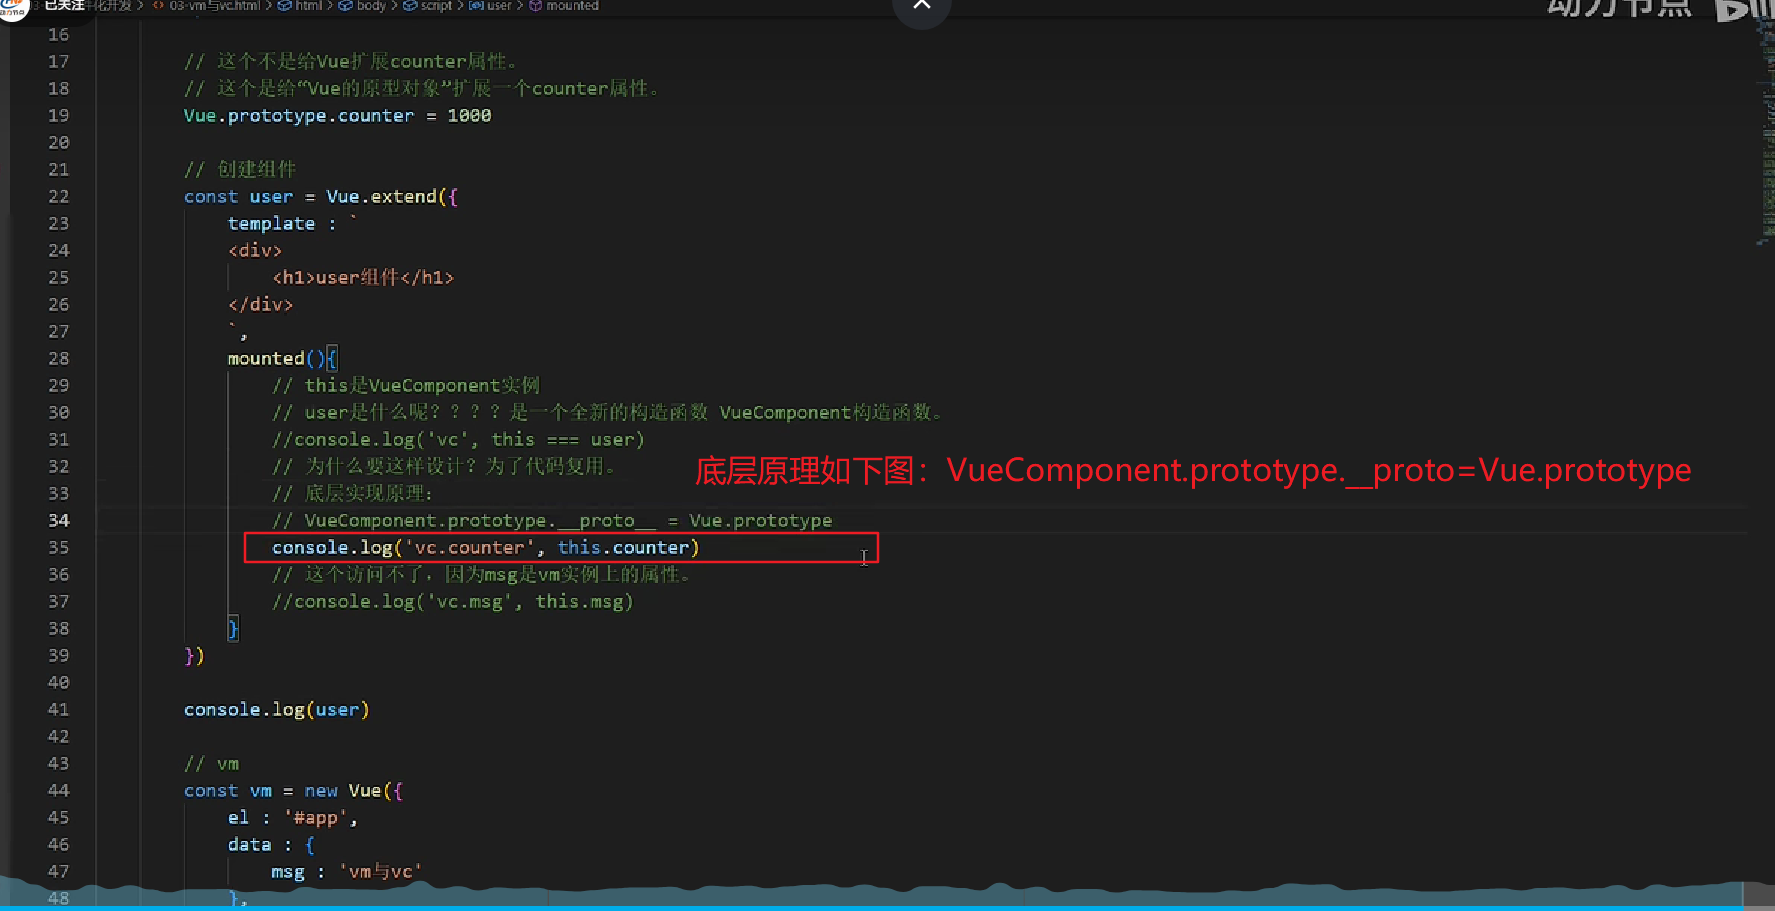 已关注
件化开发 > <> 03-vm与vc.html > html > body > script > user > mounted
动力节点
16
17 // 这个不是给Vue扩展counter属性。
18 // 这个是给“Vue的原型对象”扩展一个counter属性。
19 Vue.prototype.counter = 1000
20
21 // 创建组件
22 const user = Vue.extend({
23 template : `
24 <div>
25 <h1>user组件</h1>
26 </div>
27 `,
28 mounted(){
29 // this是VueComponent实例
30 // user是什么呢？？？？是一个全新的构造函数 VueComponent构造函数。
31 //console.log('vc', this === user)
32 // 为什么要这样设计？为了代码复用。
底层原理如下图：VueComponent.prototype.__proto=Vue.prototype
33 // 底层实现原理：
34 // VueComponent.prototype.__proto__ = Vue.prototype
35 console.log('vc.counter', this.counter)
36 // 这个访问不了，因为msg是vm实例上的属性。
37 //console.log('vc.msg', this.msg)
38 }
39 })
40
41 console.log(user)
42
43 // vm
44 const vm = new Vue({
45 el : '#app',
46 data : {
47 msg : 'vm与vc'
48 },